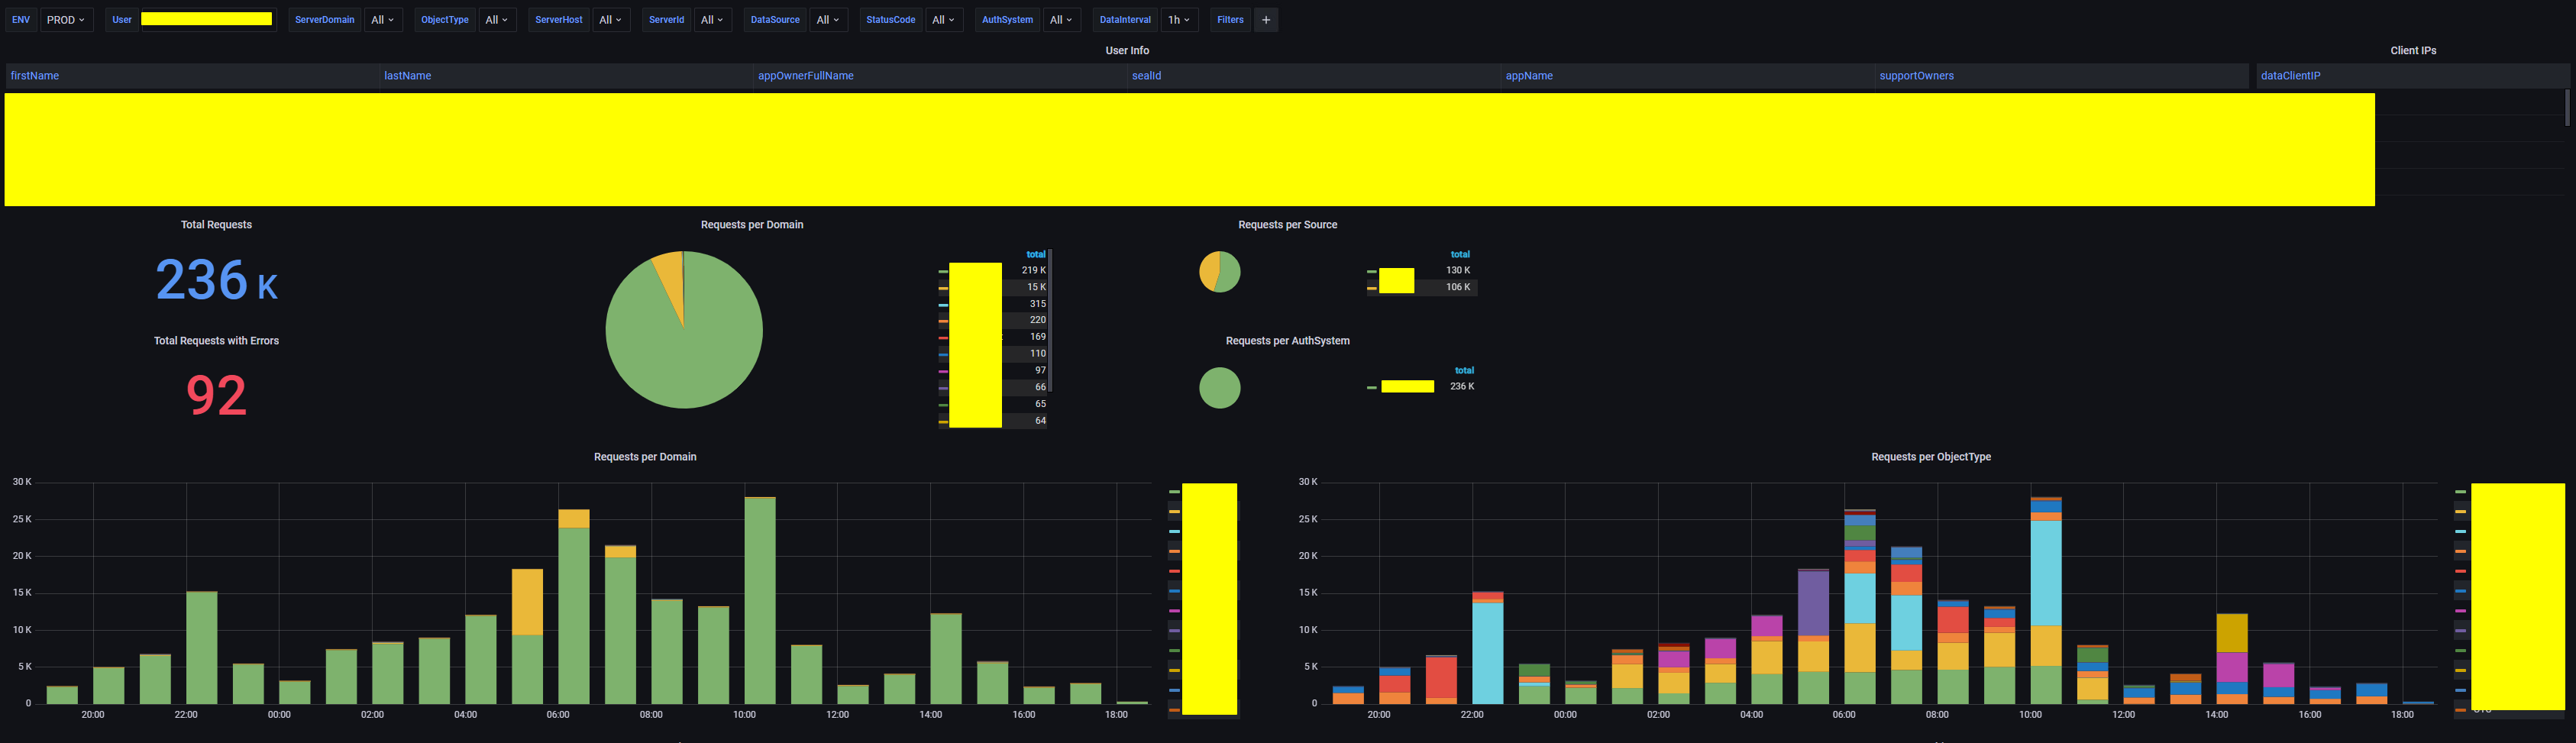 ENV PROD User ServerDomain All ObjectType All ServerHost All ServerId All DataSource All StatusCode All AuthSystem All DataInterval 1h Filters +
User Info Client IPs
firstName lastName appOwnerFullName sealId appName supportOwners dataClientIP
Total Requests
236 K
Total Requests with Errors
92
Requests per Domain
total
219 K
15 K
315
220
169
110
97
66
65
64
Requests per Source
total
130 K
106 K
Requests per AuthSystem
total
236 K
Requests per Domain
30 K
25 K
20 K
15 K
10 K
5 K
0
20:00 22:00 00:00 02:00 04:00 06:00 08:00 10:00 12:00 14:00 16:00 18:00
Requests per ObjectType
30 K
25 K
20 K
15 K
10 K
5 K
0
20:00 22:00 00:00 02:00 04:00 06:00 08:00 10:00 12:00 14:00 16:00 18:00